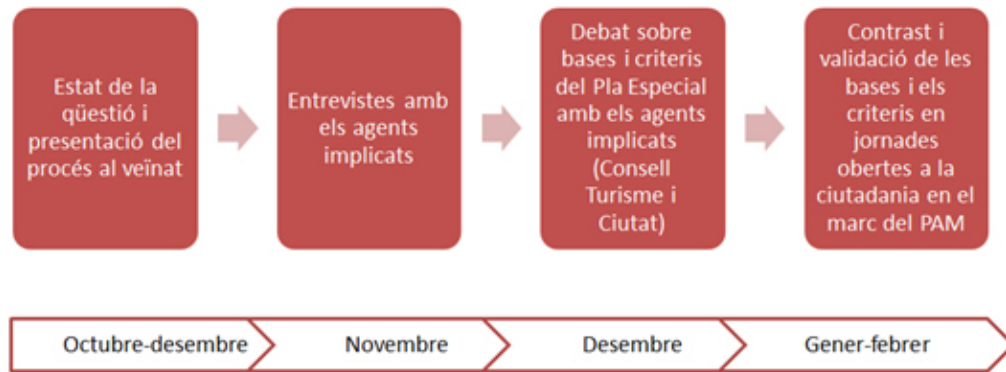 Estat de la
qüestió i
presentació del
procés al veïnat
Entrevistes amb
els agents
implicats
Debat sobre
bases i criteris
del Pla Especial
amb els agents
implicats
(Consell
Turisme i
Ciutat)
Contrast i
validació de les
bases i els
criteris en
jornades
obertes a la
ciutadania en el
marc del PAM
Octubre-desembre
Novembre
Desembre
Gener-febrer